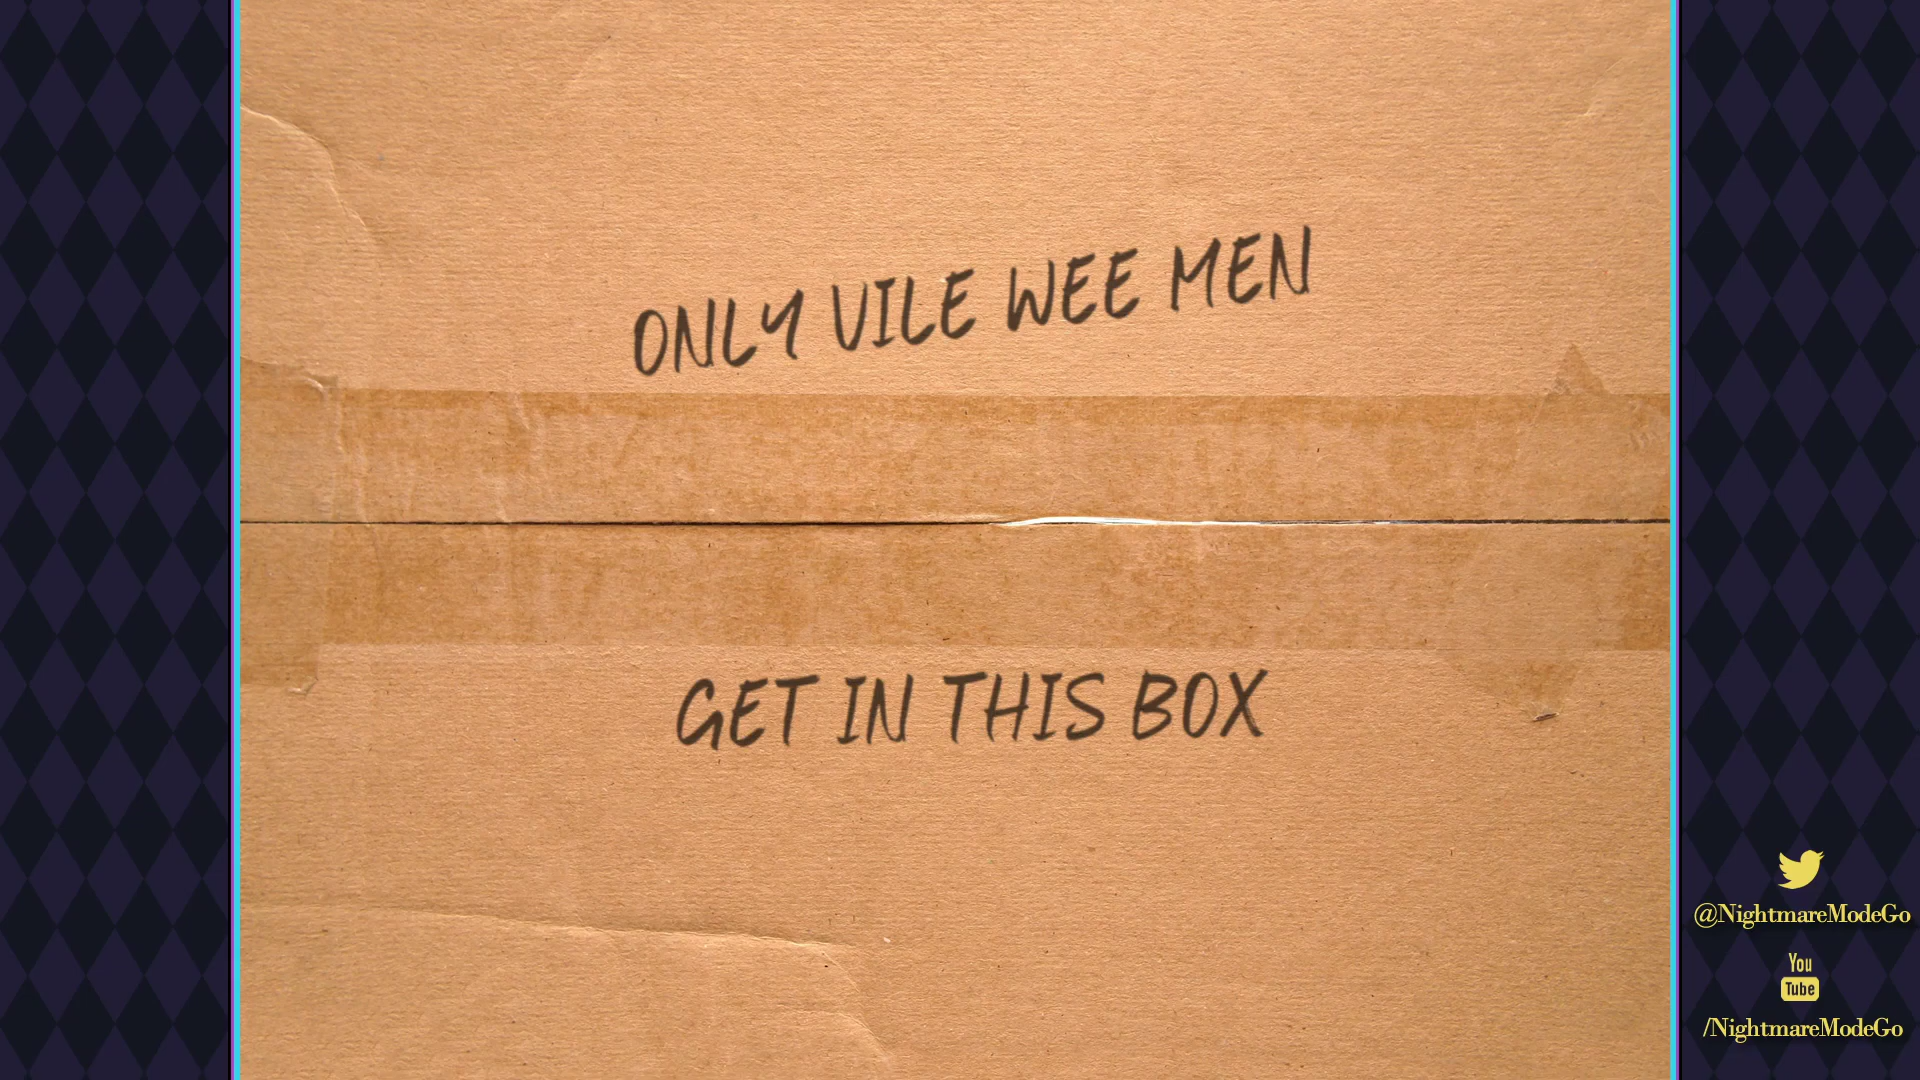 ONLY VILE WEE MEN
GET IN THIS BOX
@NightmareModeGo
You
Tube
/NightmareModeGo